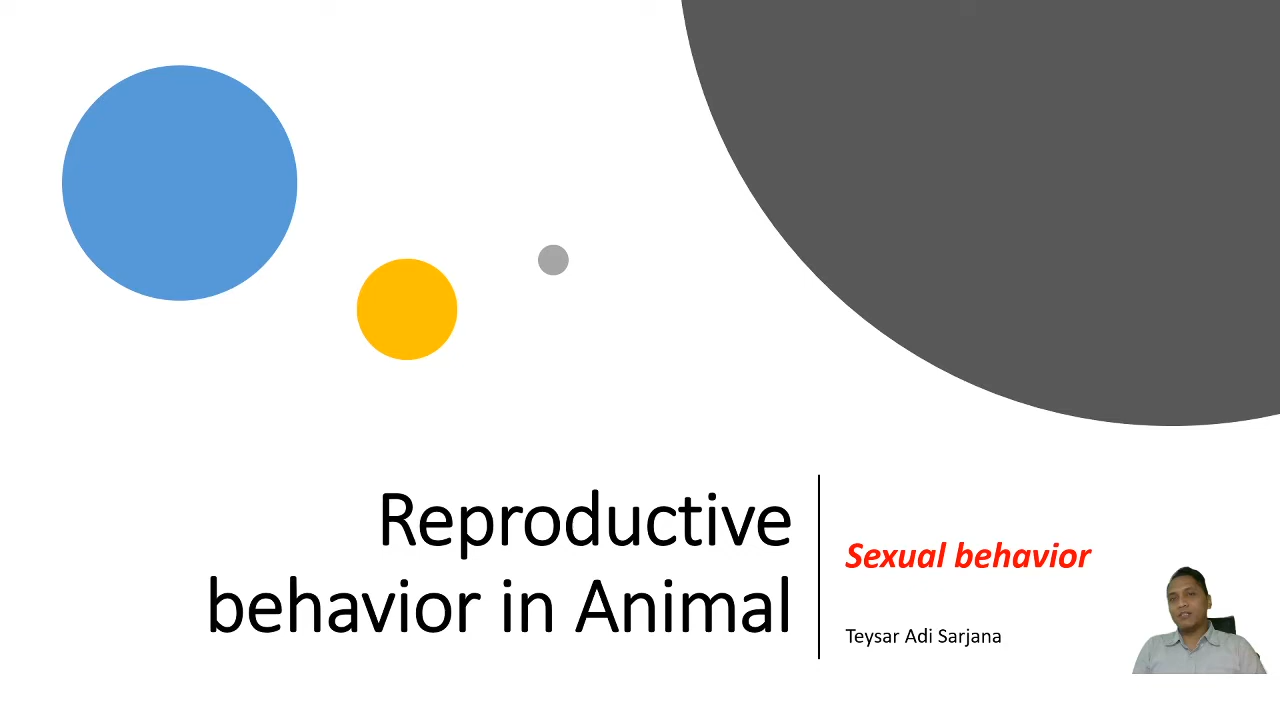 Reproductive
behavior in Animal
Sexual behavior
Teysar Adi Sarjana